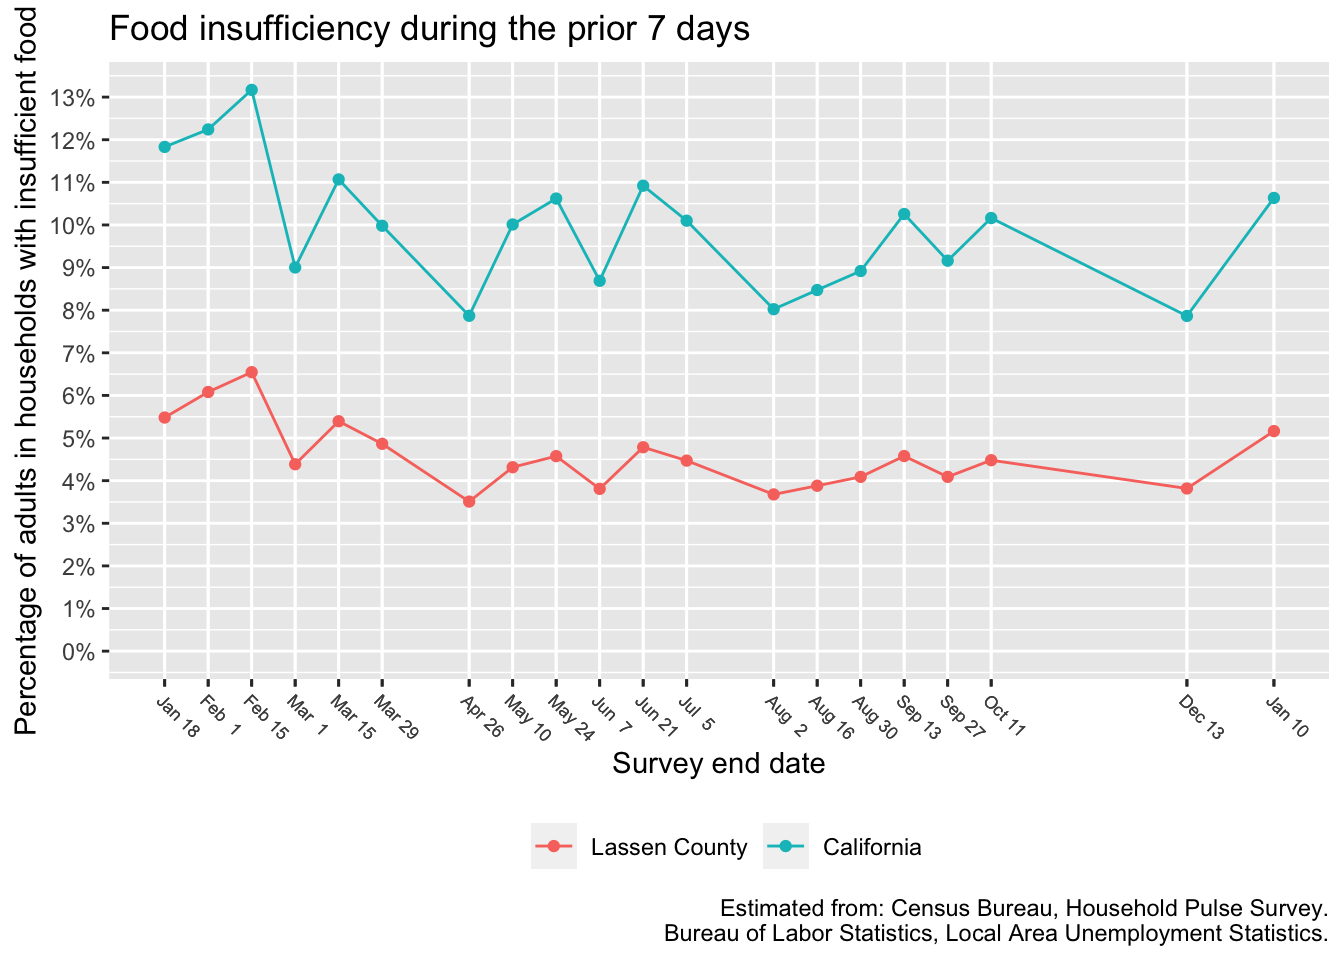 Food insufficiency during the prior 7 days
Percentage of adults in households with insufficient food
13%
12%
11%
10%
9%
8%
7%
6%
5%
4%
3%
2%
1%
0%
Jan 18
Feb 1
Feb 15
Mar 1
Mar 15
Mar 29
Apr 26
May 10
May 24
Jun 7
Jun 21
Jul 5
Aug 2
Aug 16
Aug 30
Sep 13
Sep 27
Oct 11
Dec 13
Jan 10
Survey end date
Lassen County California
Estimated from: Census Bureau, Household Pulse Survey.
Bureau of Labor Statistics, Local Area Unemployment Statistics.